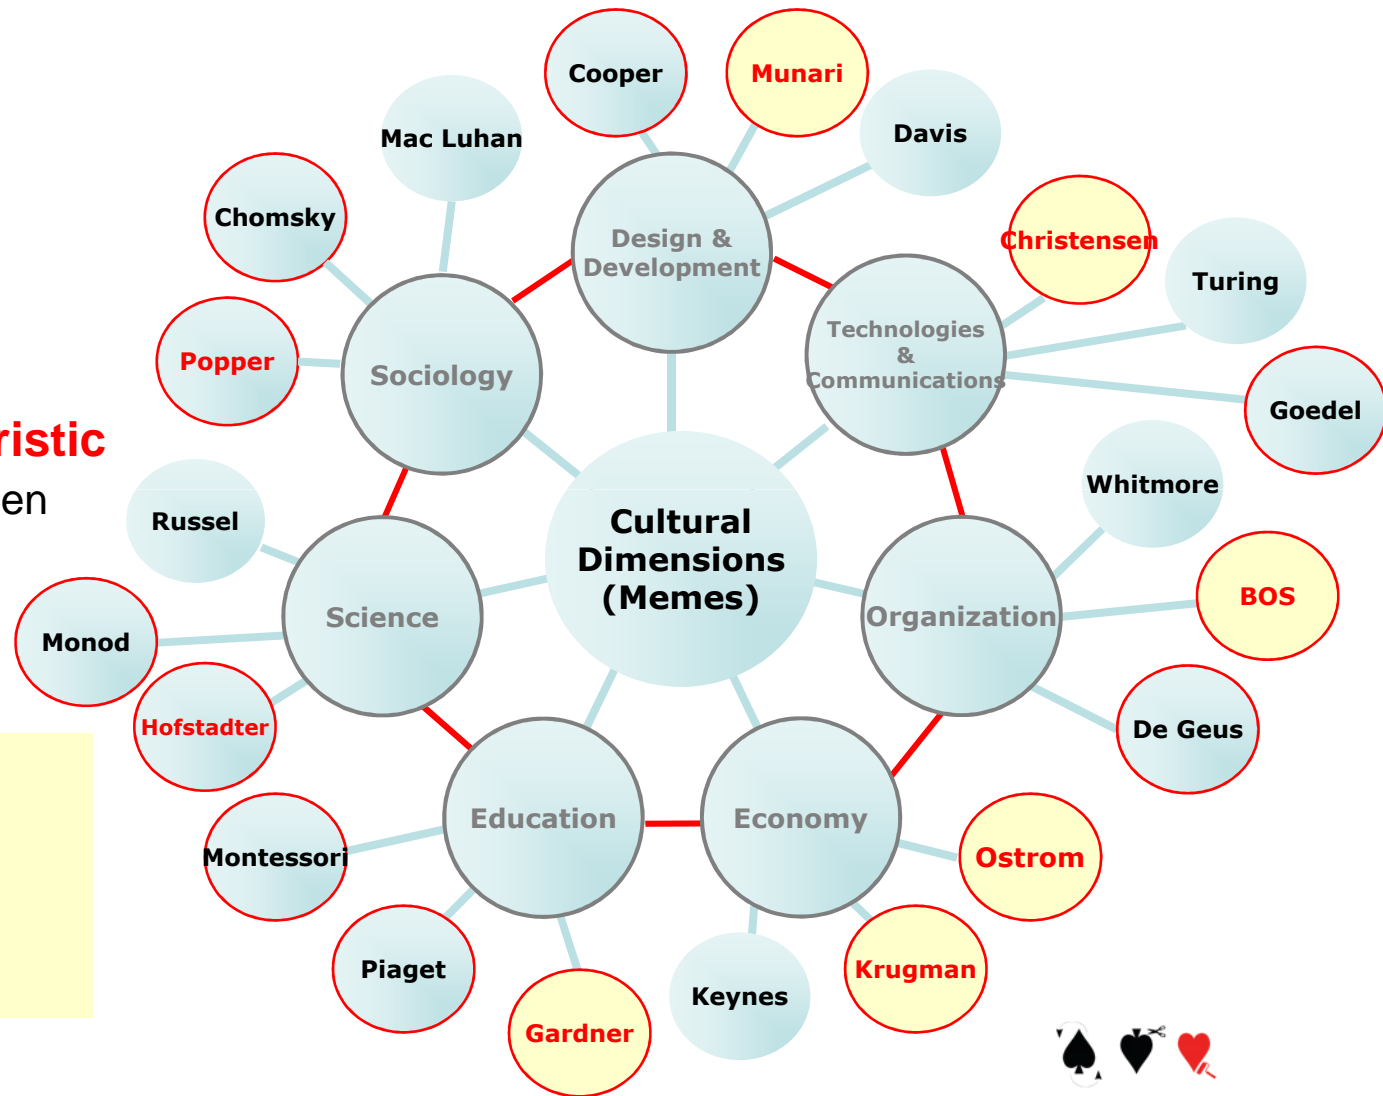 Cooper
Munari
Davis
Mac Luhan
Chomsky
Popper
Design &
Development
Christensen
Turing
Goedel
Technologies
&
Communications
Sociology
ristic
en
Russel
Monod
Hofstadter
Science
Cultural
Dimensions
(Memes)
Whitmore
BOS
De Geus
Organization
Education
Economy
Montessori
Piaget
Gardner
Keynes
Krugman
Ostrom